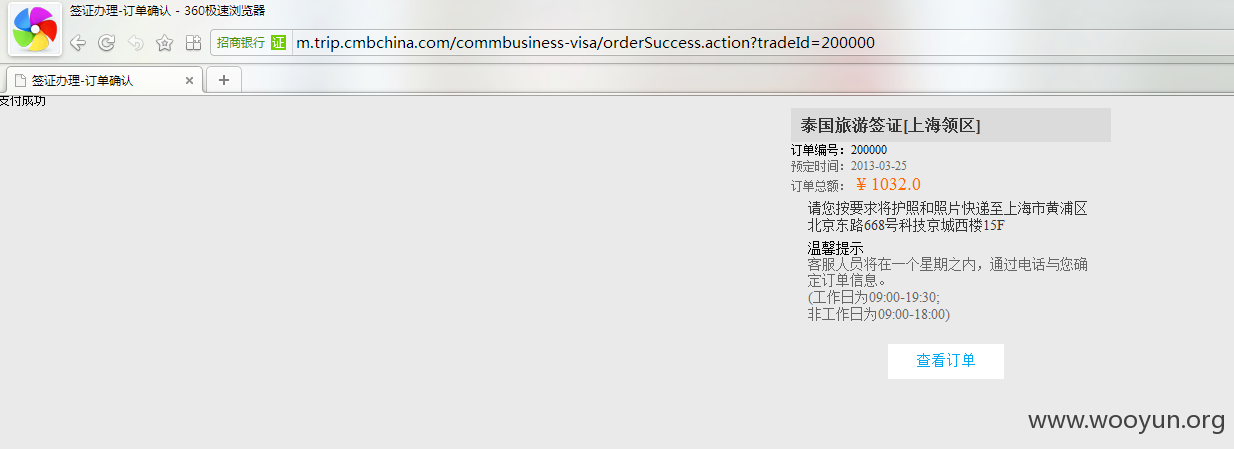 签证办理-订单确认 - 360极速浏览器
招商银行 证 m.trip.cmbchina.com/commbusiness-visa/orderSuccess.action?tradeId=200000
签证办理-订单确认
支付成功
泰国旅游签证[上海领区]
订单编号：200000
预定时间：2013-03-25
订单总额： ¥ 1032.0
请您按要求将护照和照片快递至上海市黄浦区
北京东路668号科技京城西楼15F
温馨提示
客服人员将在一个星期之内，通过电话与您确
定订单信息。
(工作日为09:00-19:30;
非工作日为09:00-18:00)
查看订单
www.wooyun.org